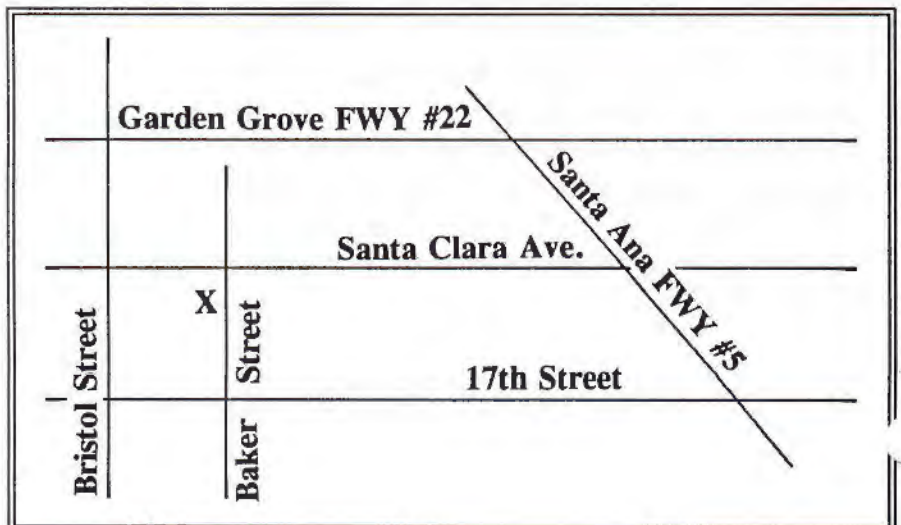 Garden Grove FWY #22
Santa Ana FWY #5
Santa Clara Ave.
X
Bristol Street
Baker Street
17th Street